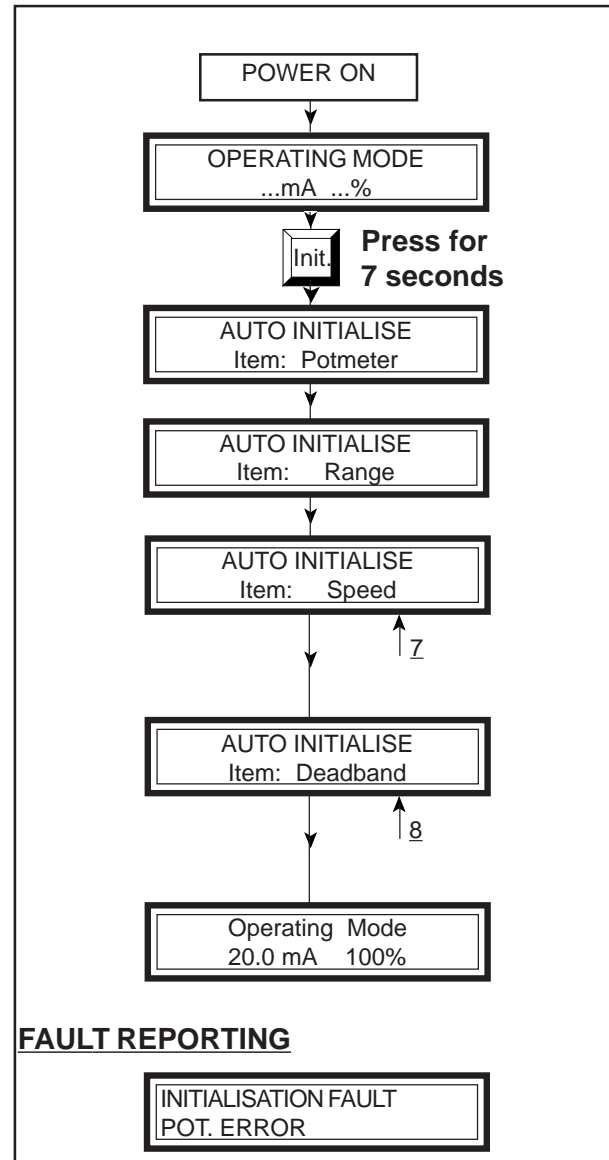 POWER ON
OPERATING MODE
...mA ...%
Init.
Press for
7 seconds
AUTO INITIALISE
Item: Potmeter
AUTO INITIALISE
Item: Range
AUTO INITIALISE
Item: Speed
7
AUTO INITIALISE
Item: Deadband
8
Operating Mode
20.0 mA 100%
FAULT REPORTING
INITIALISATION FAULT
POT. ERROR